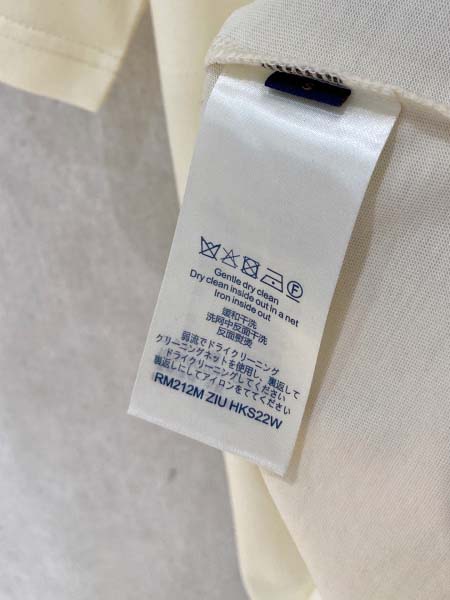 Gentle dry clean
Dry clean inside out in a net
Iron inside out
缓和干洗
洗网中反面干洗
反面熨烫
弱流でドライクリーニング
クリーニングネットを使用し、裏返して
ドライクリーニングしてください
裏返しにしてアイロンをててください
RM212M ZIU HKS22W